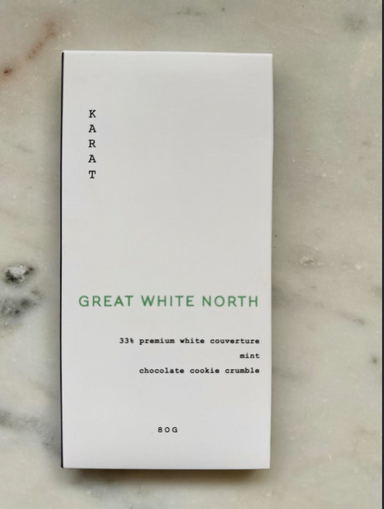 KARAT
GREAT WHITE NORTH
33% premium white couverture
mint
chocolate cookie crumble
80G